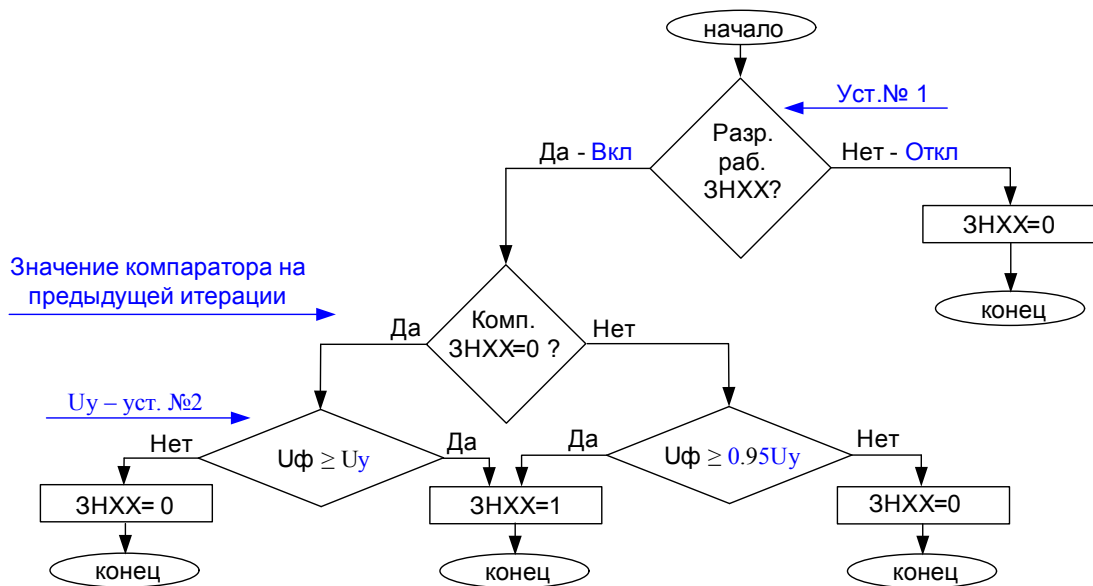 начало
Уст.№ 1
Разр.
раб.
ЗНХХ?
Да - Вкл
Нет - Откл
ЗНХХ=0
конец
Значение компаратора на
предыдущей итерации
Комп.
ЗНХХ=0 ?
Да
Нет
Uу – уст. №2
Uф ≥ Uу
Нет
Да
Uф ≥ 0.95Uу
Да
Нет
ЗНХХ= 0
ЗНХХ=1
ЗНХХ=0
конец
конец
конец